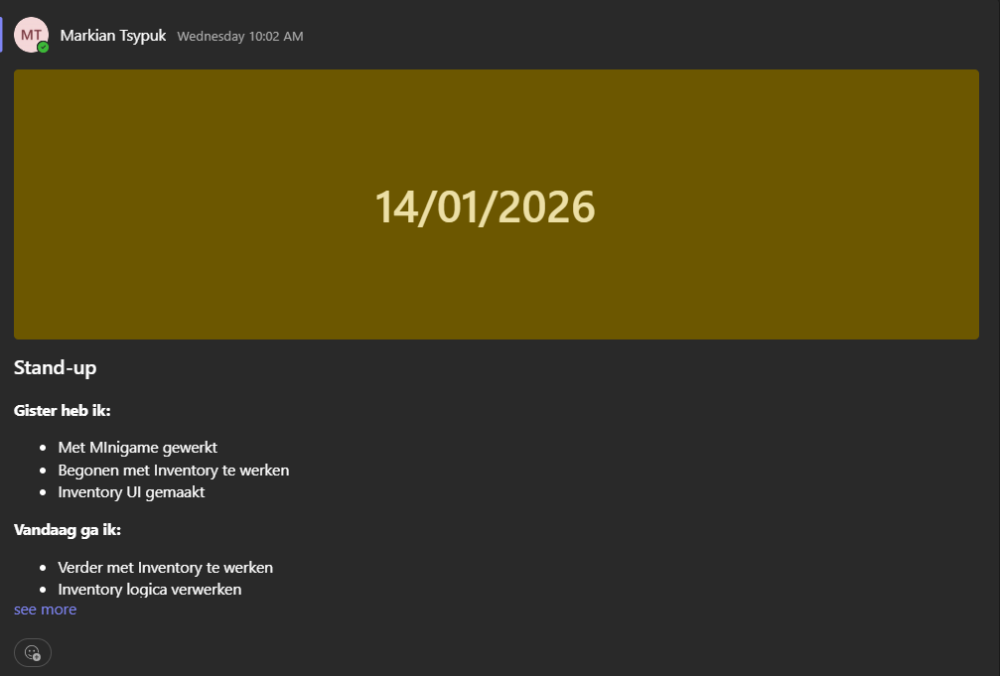 MT
Markian Tsypuk Wednesday 10:02 AM
14/01/2026
Stand-up
Gister heb ik:
Met MInigame gewerkt
Begonen met Inventory te werken
Inventory UI gemaakt
Vandaag ga ik:
Verder met Inventory te werken
Inventory logica verwerken
see more